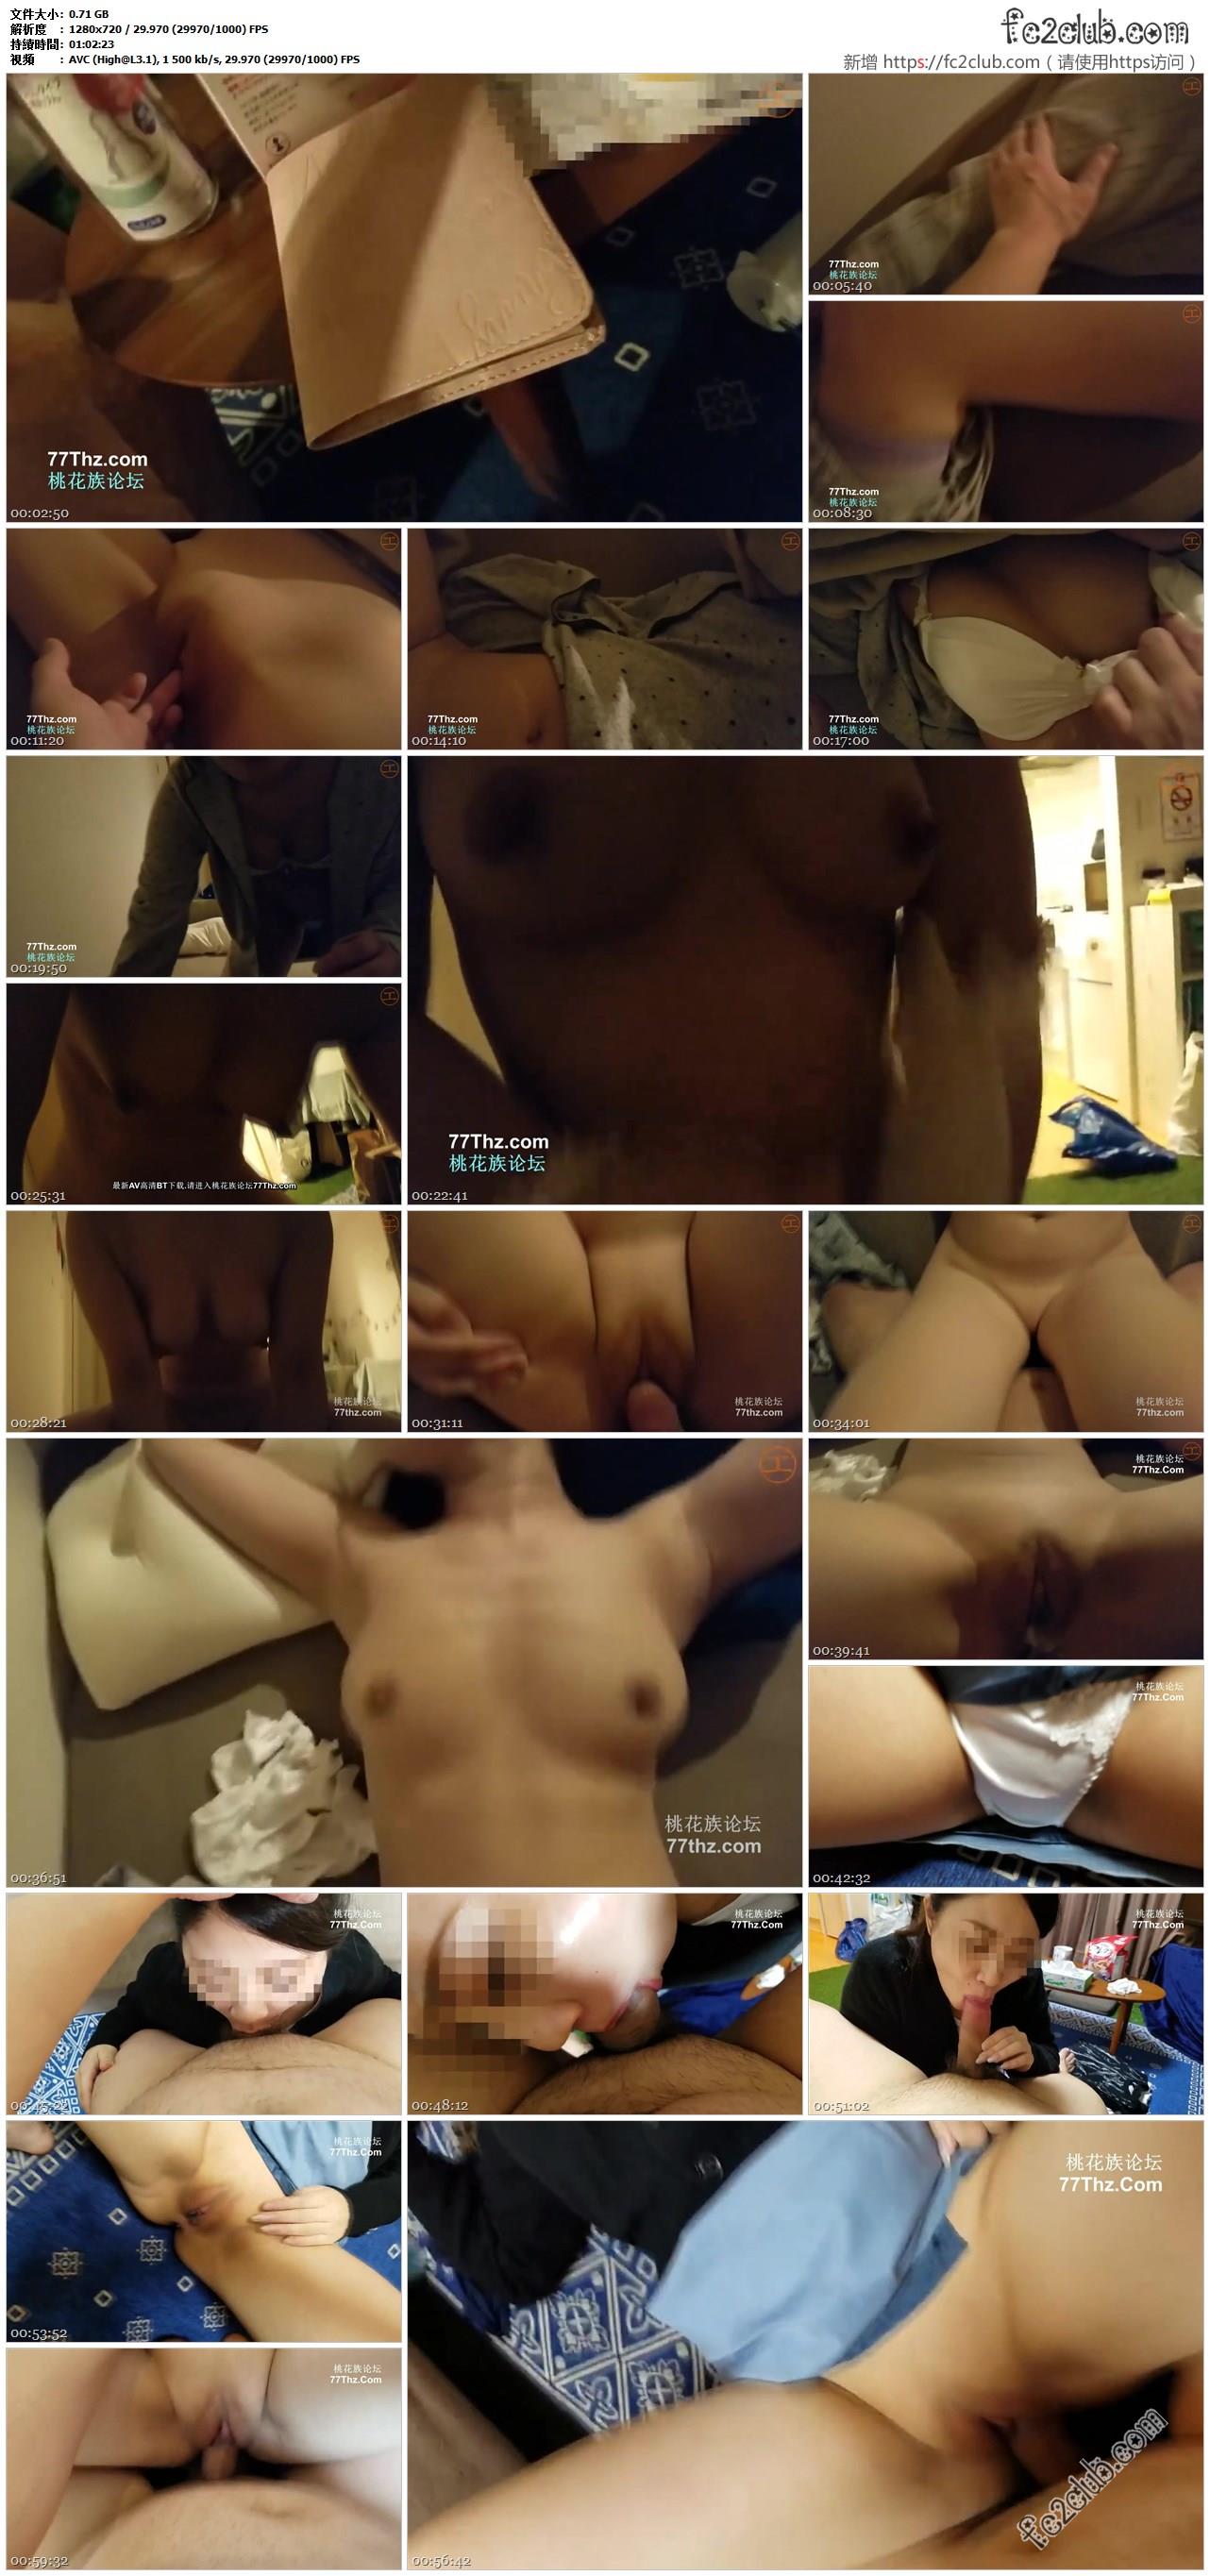 文件大小: 0.71 GB
解析度 : 1280x720 / 29.970 (29970/1000) FPS
持續時間: 01:02:23
視頻 : AVC (High@L3.1), 1 500 kb/s, 29.970 (29970/1000) FPS
fc2club.com
新增 https://fc2club.com ( 请使用https访问 )
77Thz.com
桃花族论坛
00:02:50
77Thz.com
桃花族论坛
00:05:40
77Thz.com
桃花族论坛
00:08:30
77Thz.com
桃花族论坛
00:11:20
77Thz.com
桃花族论坛
00:14:10
77Thz.com
桃花族论坛
00:17:00
77Thz.com
桃花族论坛
00:19:50
77Thz.com
桃花族论坛
00:22:41
最新AV高清BT下载,请进入桃花族论坛77Thz.com
00:25:31
桃花族论坛
77thz.com
00:28:21
桃花族论坛
77thz.com
00:31:11
桃花族论坛
77thz.com
00:34:01
桃花族论坛
77thz.com
00:36:51
桃花族论坛
77Thz.Com
00:39:41
桃花族论坛
77Thz.Com
00:42:32
桃花族论坛
77Thz.Com
桃花族论坛
77Thz.Com
00:48:12
桃花族论坛
77Thz.Com
00:51:02
桃花族论坛
77Thz.Com
00:53:52
桃花族论坛
77Thz.Com
00:56:42
fc2club.com
桃花族论坛
77Thz.Com
00:59:32